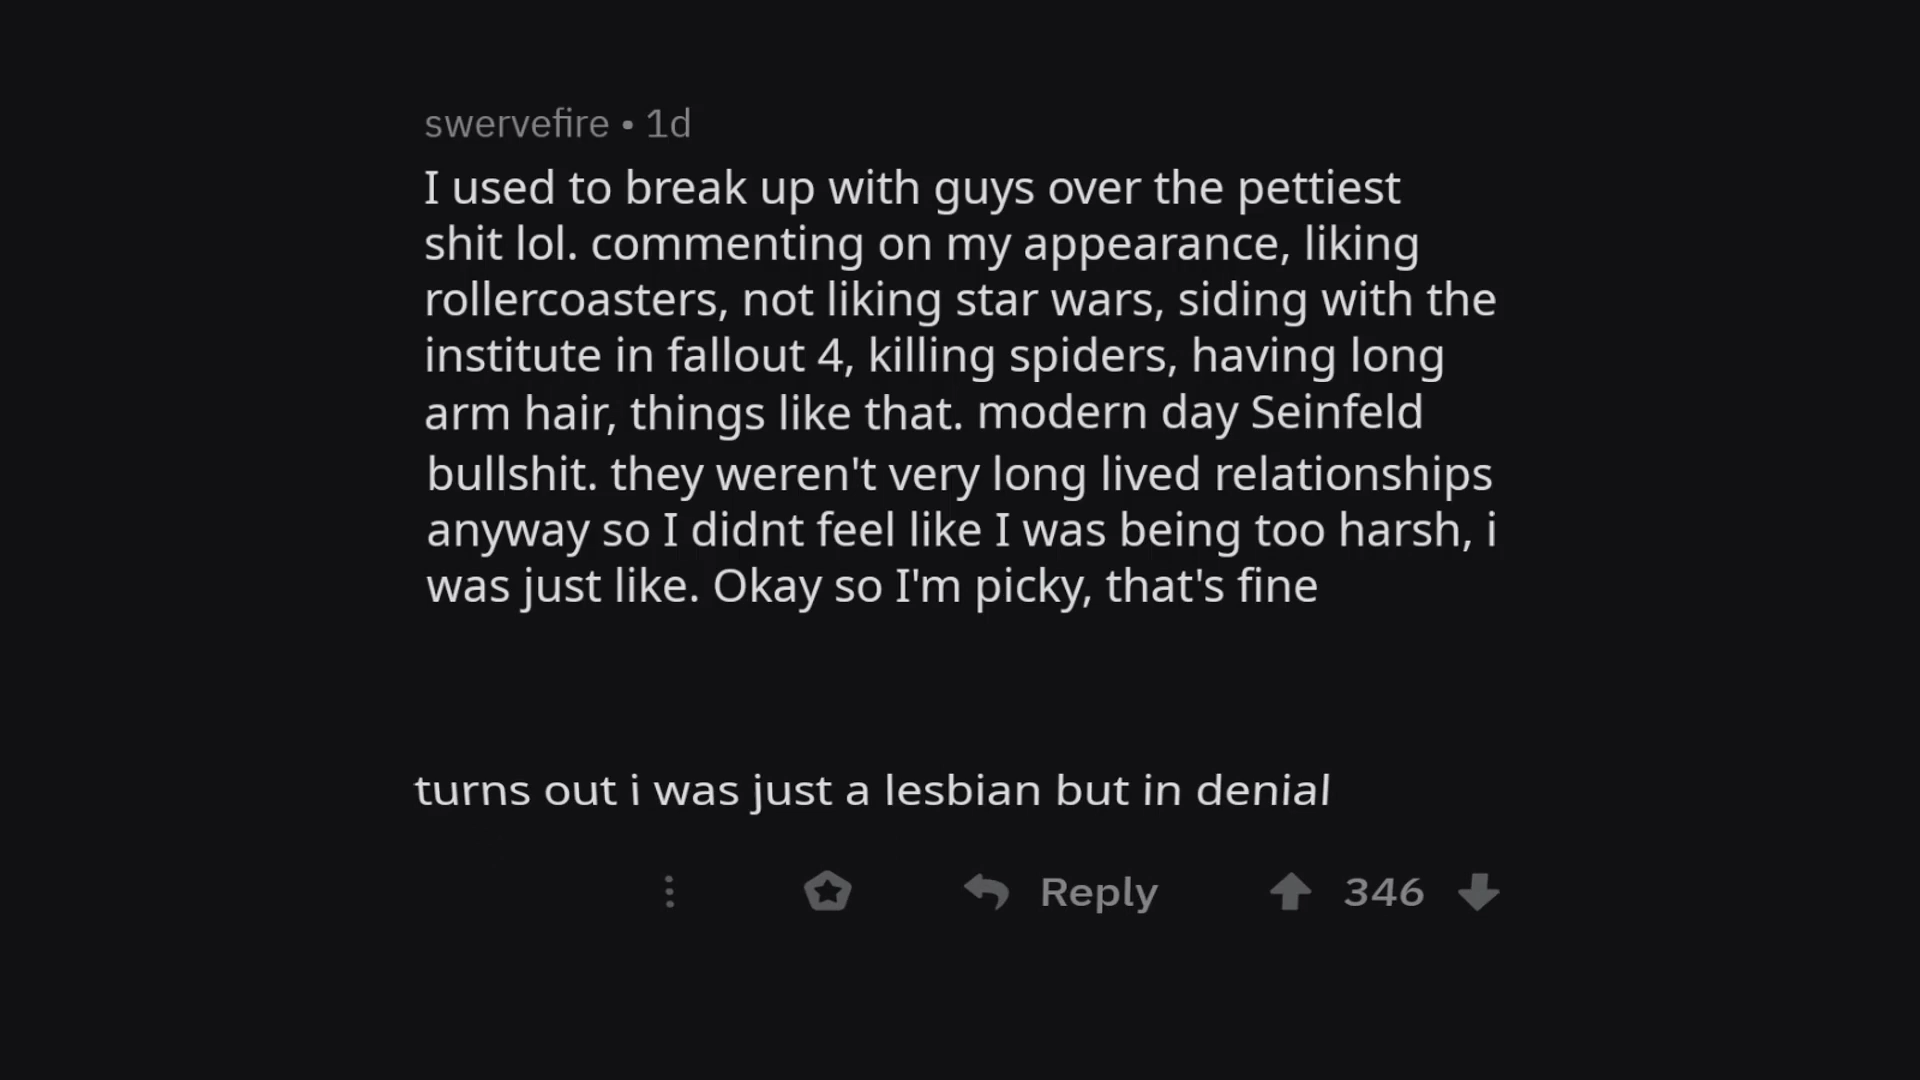 swervefire • 1d
I used to break up with guys over the pettiest
shit lol. commenting on my appearance, liking
rollercoasters, not liking star wars, siding with the
institute in fallout 4, killing spiders, having long
arm hair, things like that. modern day Seinfeld
bullshit. they weren't very long lived relationships
anyway so I didnt feel like I was being too harsh, i
was just like. Okay so I'm picky, that's fine
turns out i was just a lesbian but in denial
Reply 346